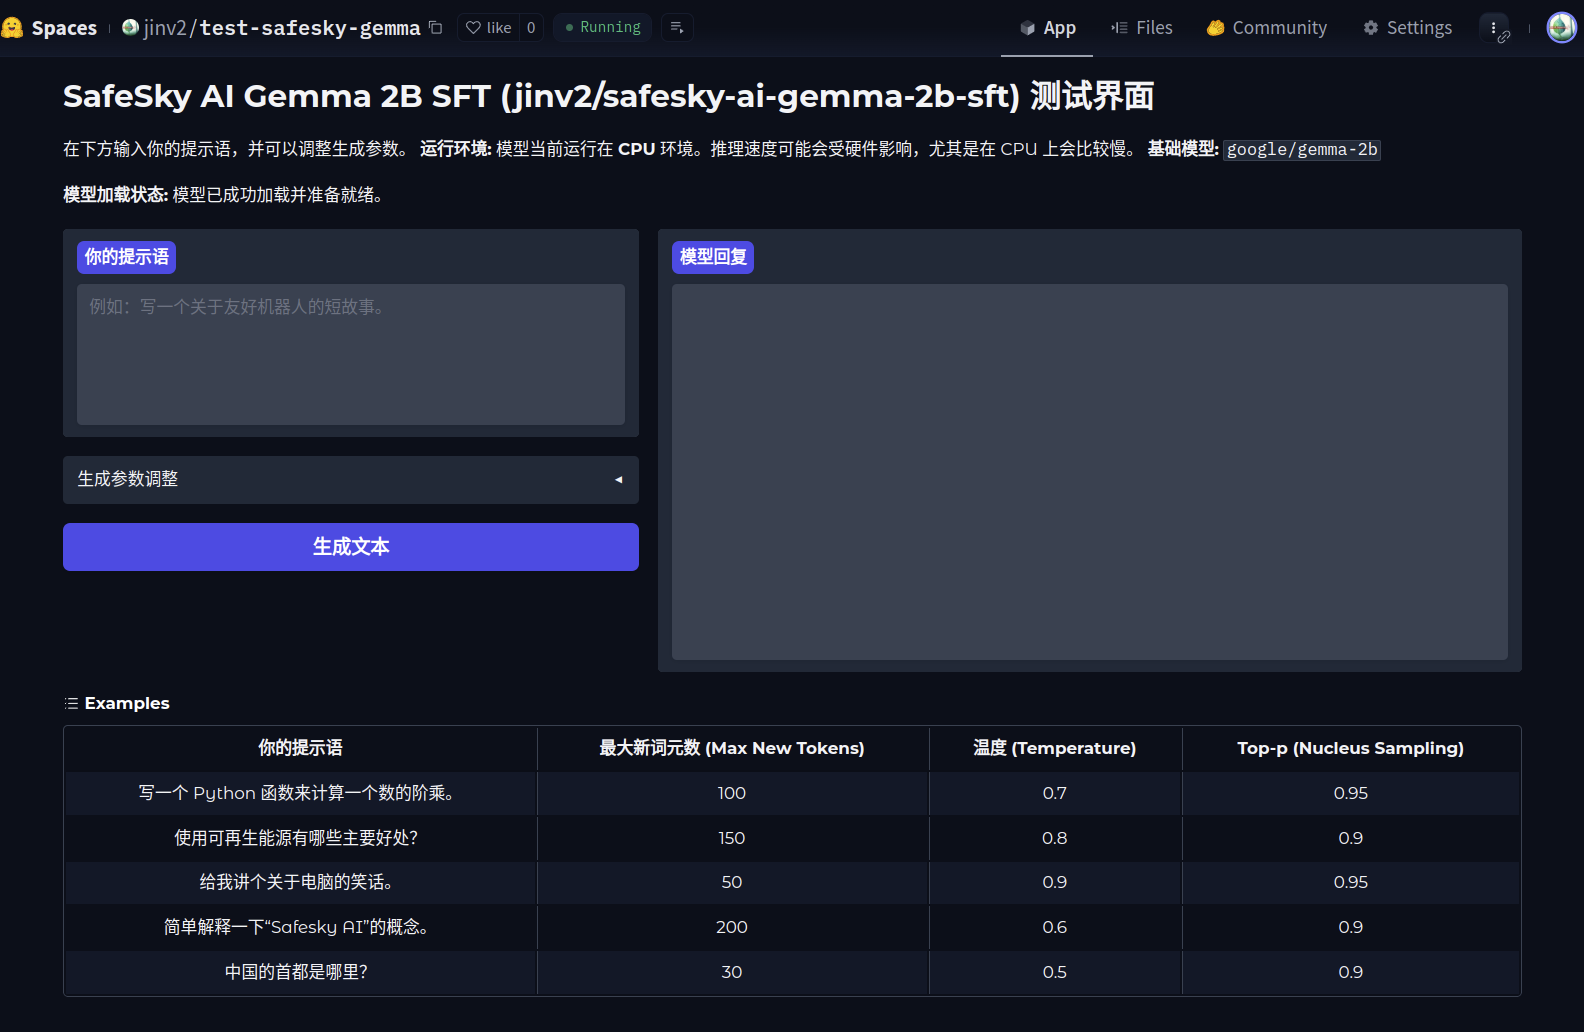 Spaces jinv2/test-safesky-gemma like 0 Running App Files Community Settings
SafeSky AI Gemma 2B SFT (jinv2/safesky-ai-gemma-2b-sft) 测试界面
在下方输入你的提示语，并可以调整生成参数。 运行环境: 模型当前运行在 CPU 环境。推理速度可能会受硬件影响，尤其是在 CPU 上会比较慢。 基础模型: google/gemma-2b
模型加载状态: 模型已成功加载并准备就绪。
你的提示语
例如：写一个关于友好机器人的短故事。
生成参数调整
生成文本
模型回复
Examples
你的提示语 最大新词元数 (Max New Tokens) 温度 (Temperature) Top-p (Nucleus Sampling)
写一个 Python 函数来计算一个数的阶乘。 100 0.7 0.95
使用可再生能源有哪些主要好处？ 150 0.8 0.9
给我讲个关于电脑的笑话。 50 0.9 0.95
简单解释一下“Safesky AI”的概念。 200 0.6 0.9
中国的首都是哪里？ 30 0.5 0.9